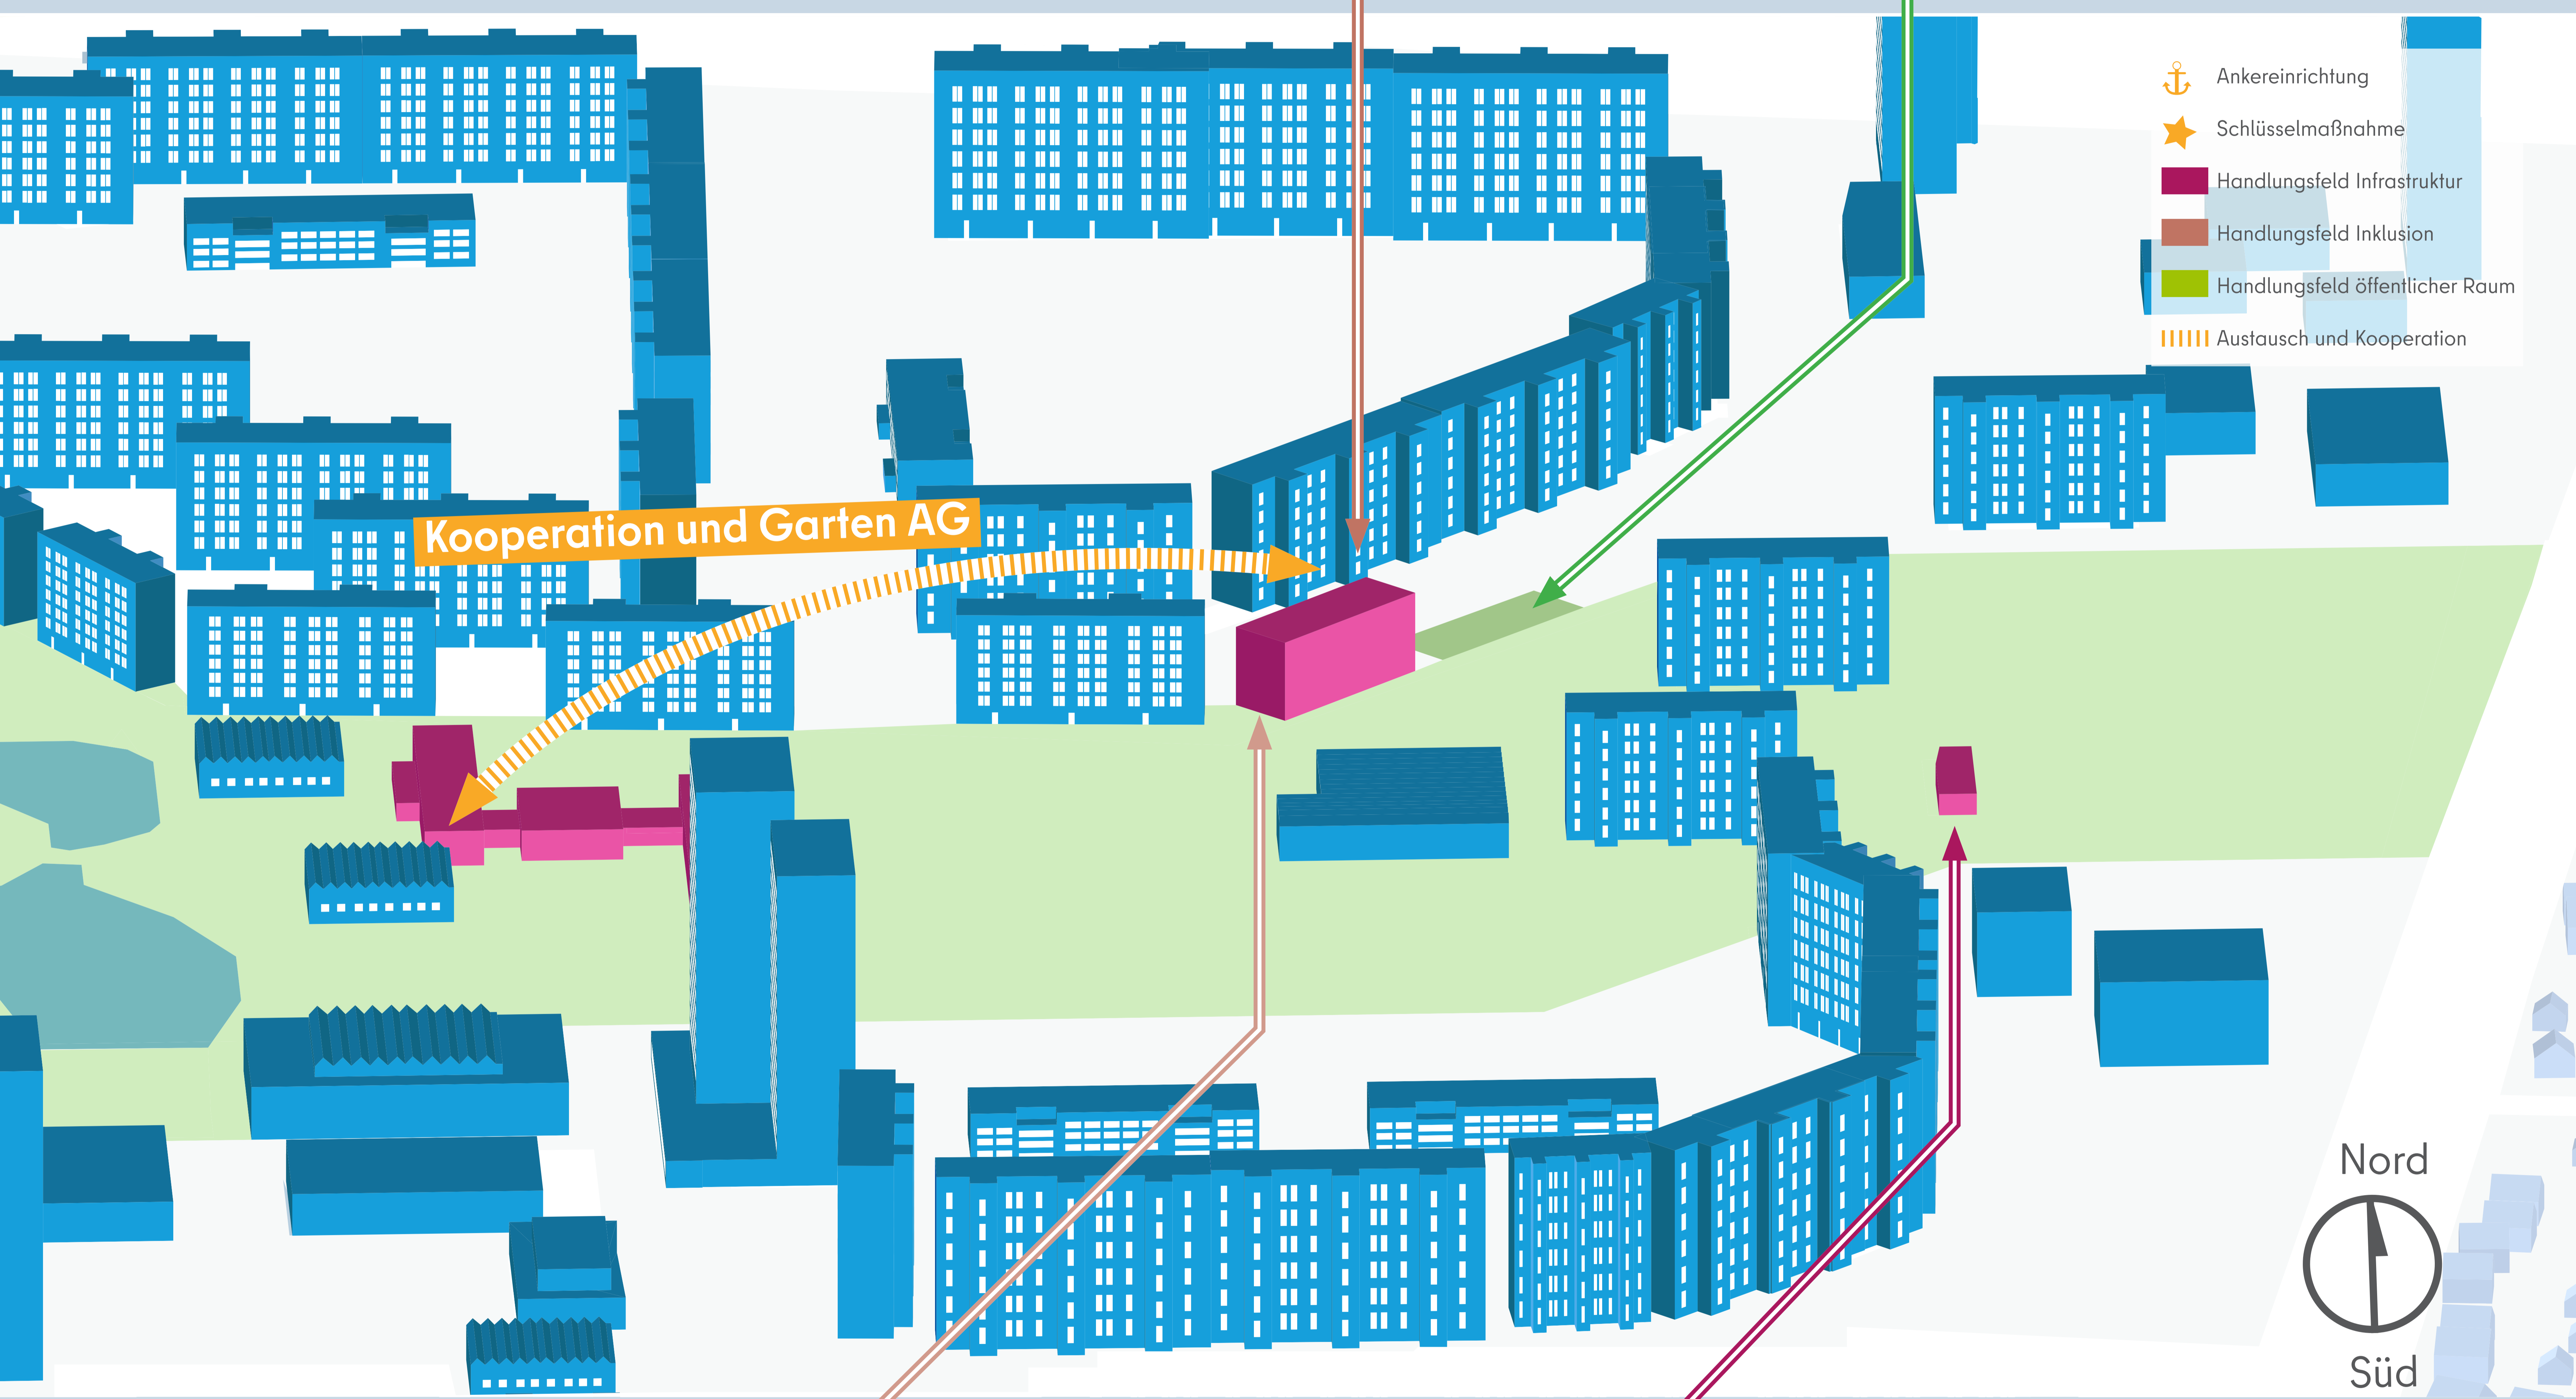 Ankereinrichtung
Schlüsselmaßnahme
Handlungsfeld Infrastruktur
Handlungsfeld Inklusion
Handlungsfeld öffentlicher Raum
Austausch und Kooperation
Kooperation und Garten AG
Nord
Süd